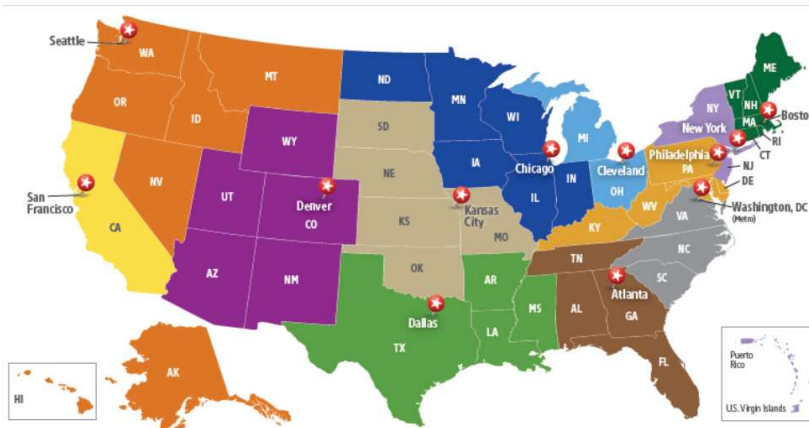 Seattle
WA
MT
ND
MN
ME
VT
NH
OR
ID
SD
WI
MI
NY
MA
Bosto
New York
RI
CT
WY
IA
Chicago
Cleveland
Philadelphia
PA
NJ
DE
NV
UT
NE
IL
IN
OH
WV
Washington, DC
(Metro)
San
Francisco
CA
Denver
CO
KS
Kansas
City
MO
KY
VA
AZ
NM
OK
AR
TN
NC
SC
Dallas
TX
LA
MS
AL
Atlanta
GA
FL
AK
HI
Puerto
Rico
U.S. Virgin Islands